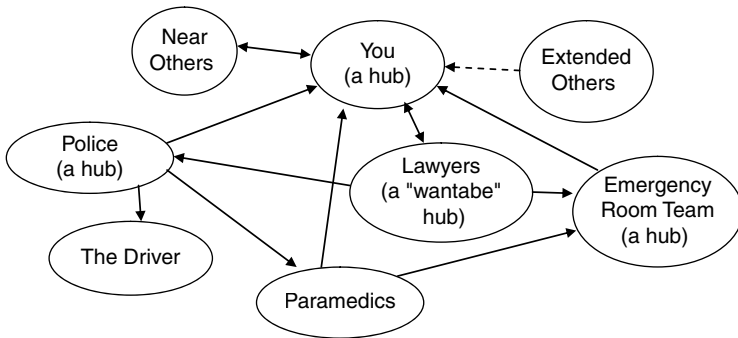 Near
Others
You
(a hub)
Extended
Others
Police
(a hub)
Lawyers
(a "wantabe"
hub)
Emergency
Room Team
(a hub)
The Driver
Paramedics